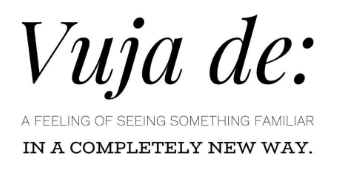 Vuja de:
A FEELING OF SEEING SOMETHING FAMILIAR
IN A COMPLETELY NEW WAY.